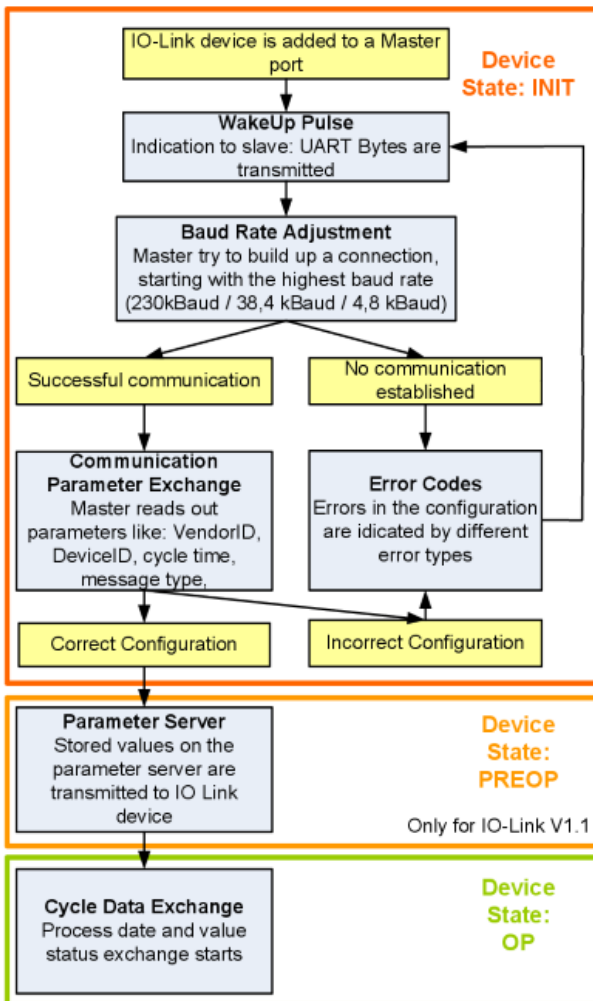 IO-Link device is added to a Master
port
Device
State: INIT
WakeUp Pulse
Indication to slave: UART Bytes are
transmitted
Baud Rate Adjustment
Master try to build up a connection,
starting with the highest baud rate
(230kBaud / 38,4 kBaud / 4,8 kBaud)
Successful communication
No communication
established
Communication
Parameter Exchange
Master reads out
parameters like: VendorID,
DeviceID, cycle time,
message type,
Error Codes
Errors in the configuration
are idicated by different
error types
Correct Configuration
Incorrect Configuration
Parameter Server
Stored values on the
parameter server are
transmitted to IO Link
device
Device
State:
PREOP
Only for IO-Link V1.1
Cycle Data Exchange
Process date and value
status exchange starts
Device
State:
OP